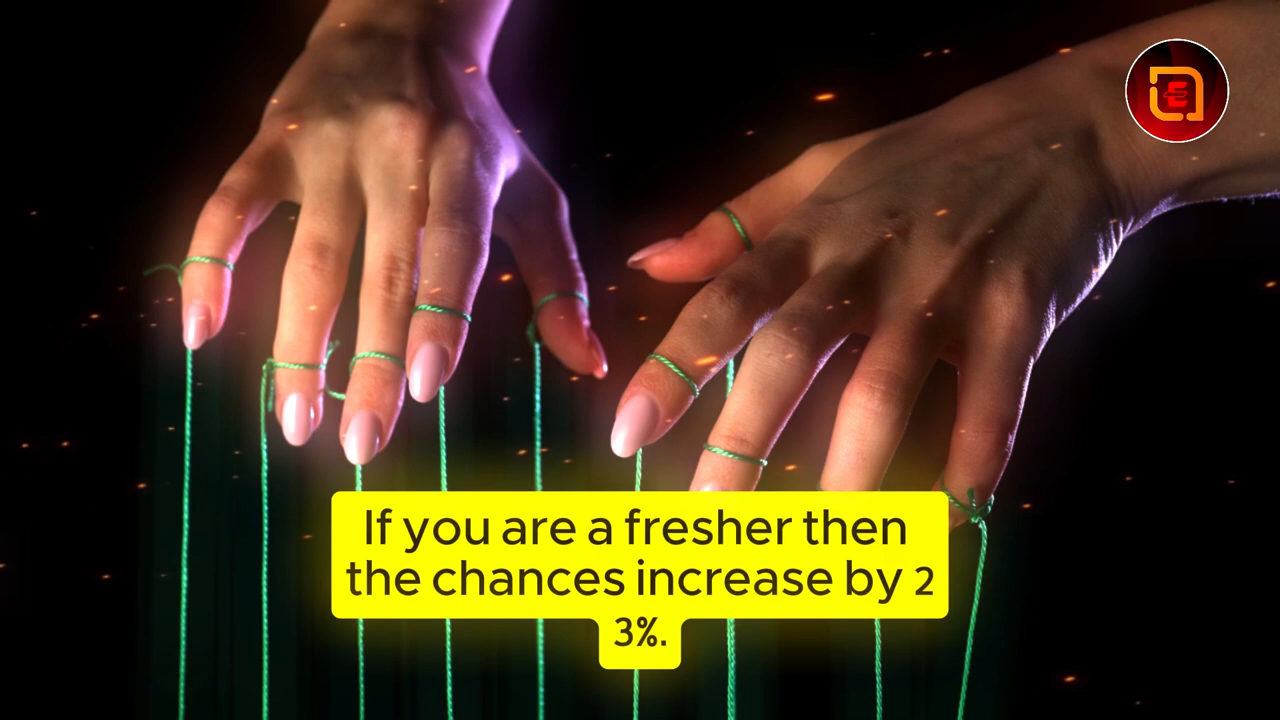 If you are a fresher then
the chances increase by 2
3%.